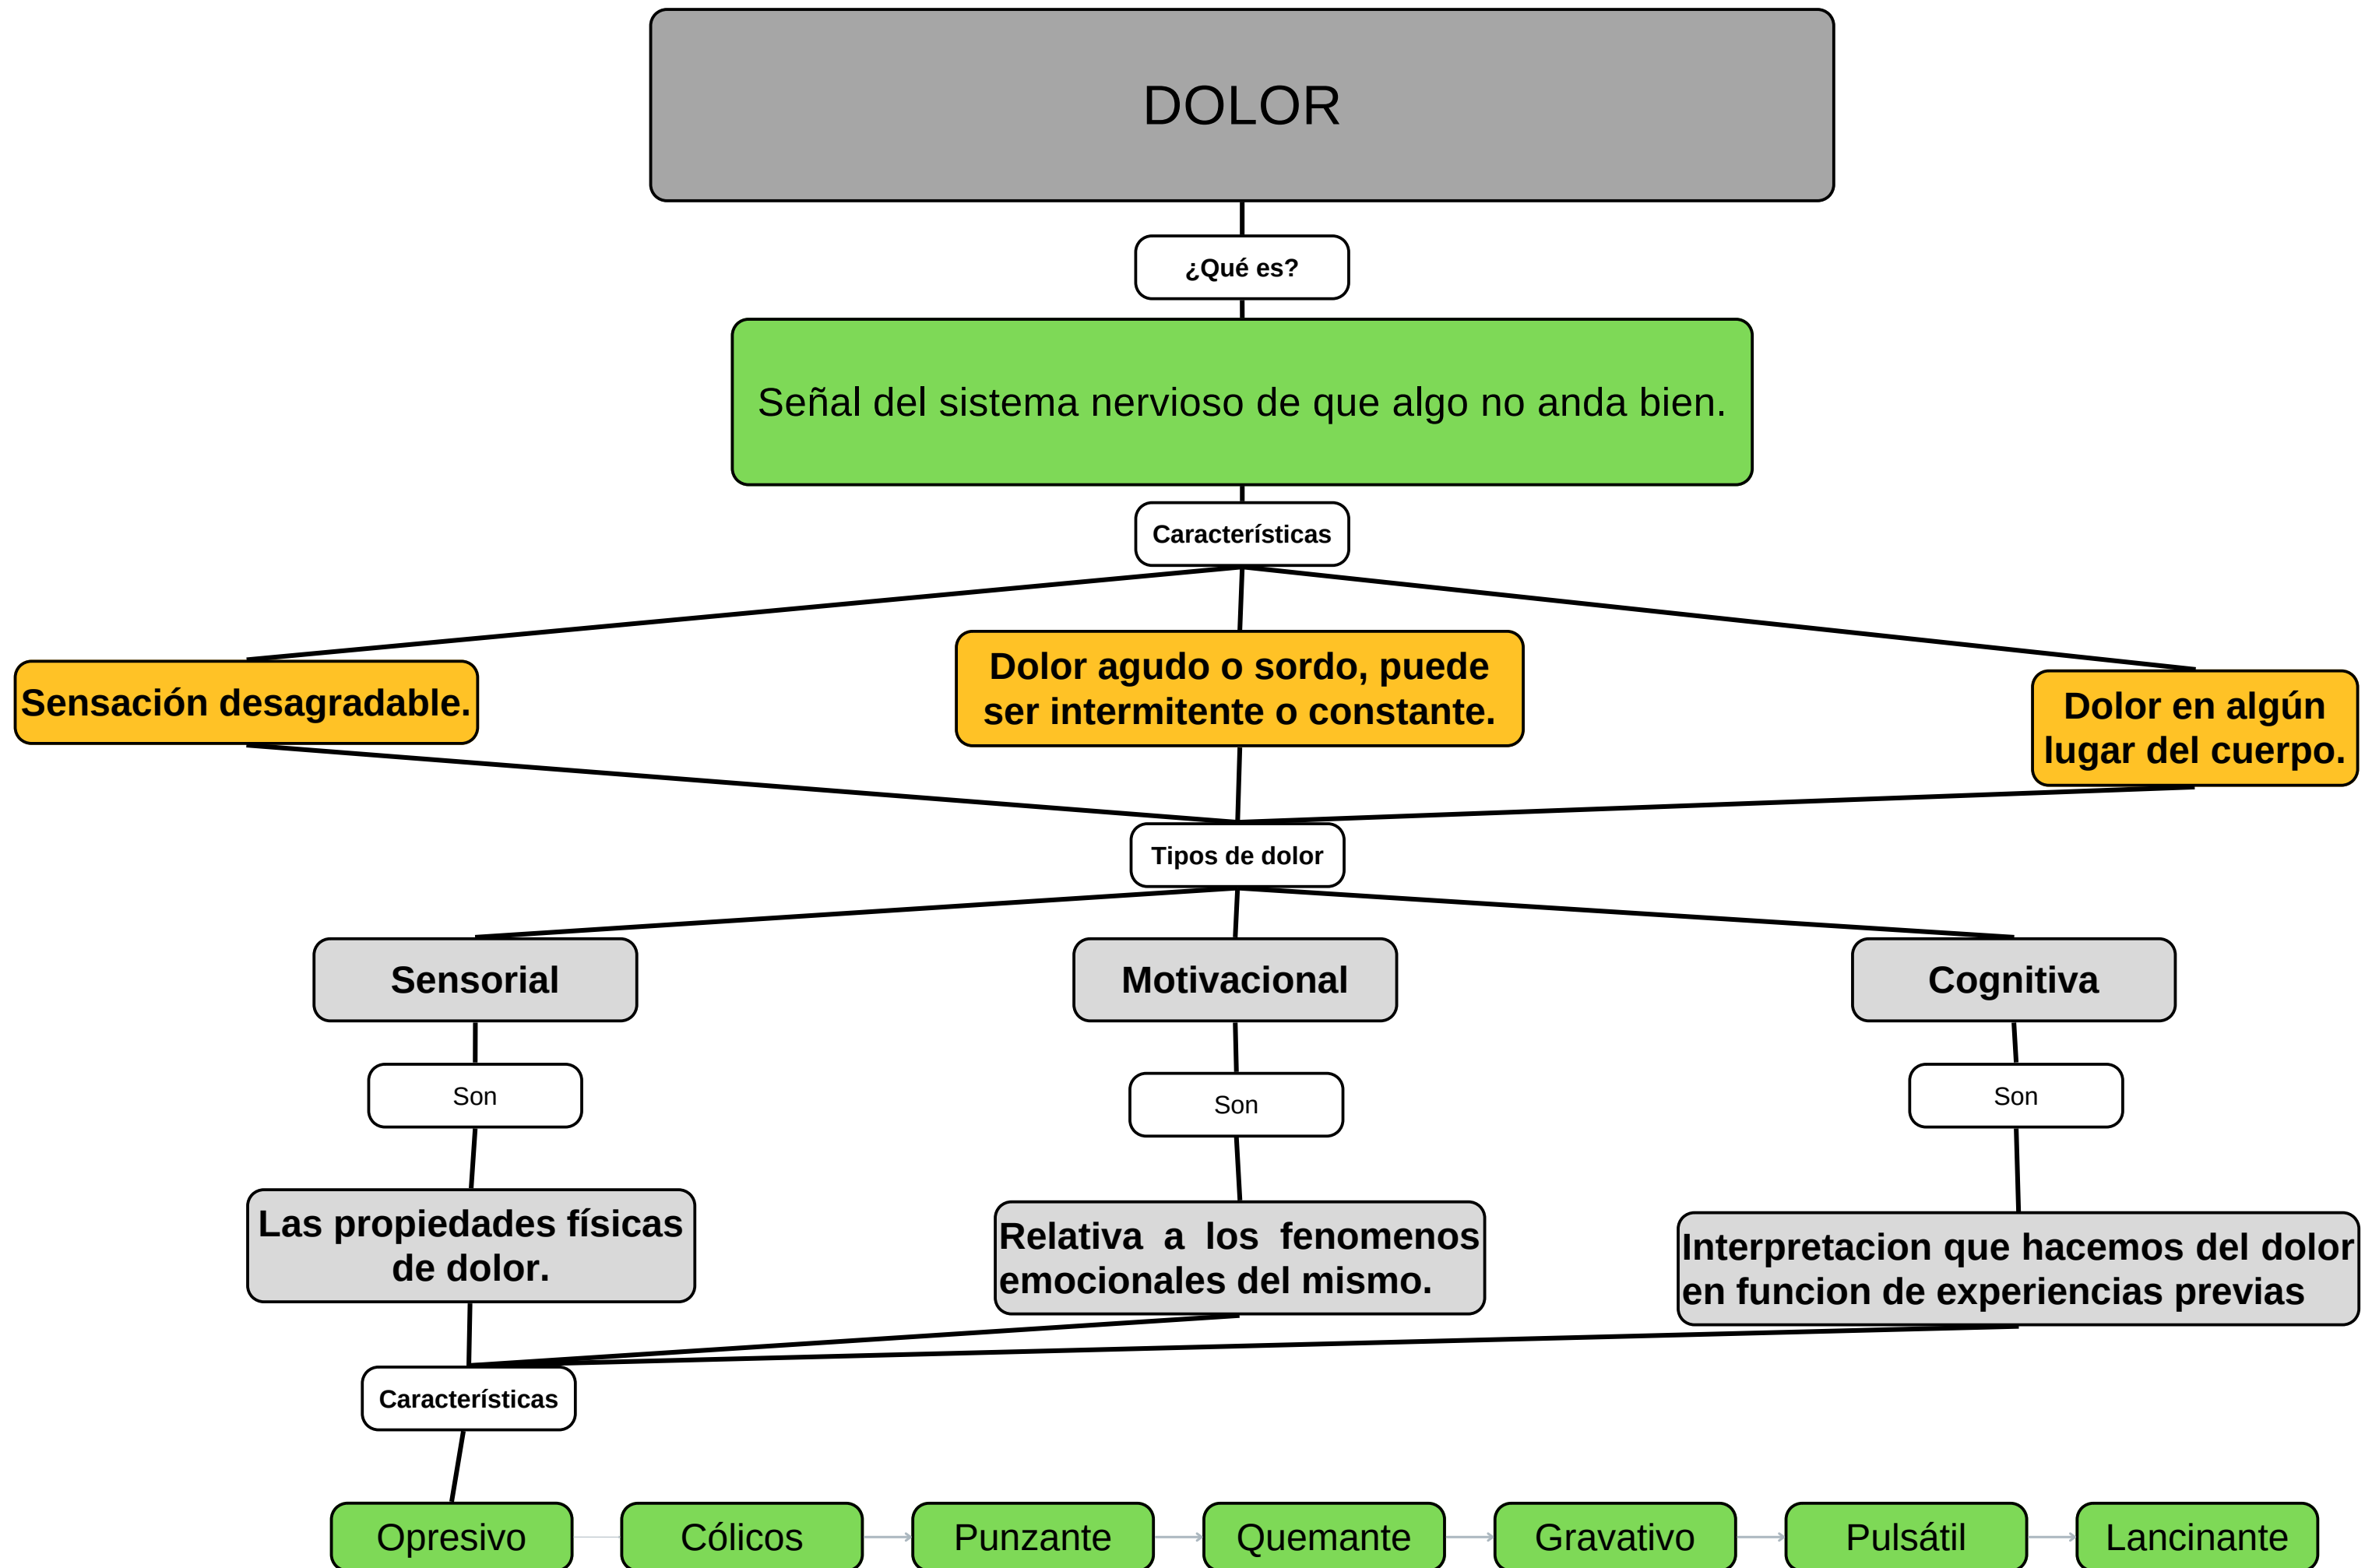 DOLOR
¿Qué es?
Señal del sistema nervioso de que algo no anda bien.
Características
Sensación desagradable.
Dolor agudo o sordo, puede
ser intermitente o constante.
Dolor en algún
lugar del cuerpo.
Tipos de dolor
Sensorial
Motivacional
Cognitiva
Son
Son
Son
Las propiedades físicas
de dolor.
Relativa a los fenomenos
emocionales del mismo.
Interpretacion que hacemos del dolor
en funcion de experiencias previas
Características
Opresivo
Cólicos
Punzante
Quemante
Gravativo
Pulsátil
Lancinante